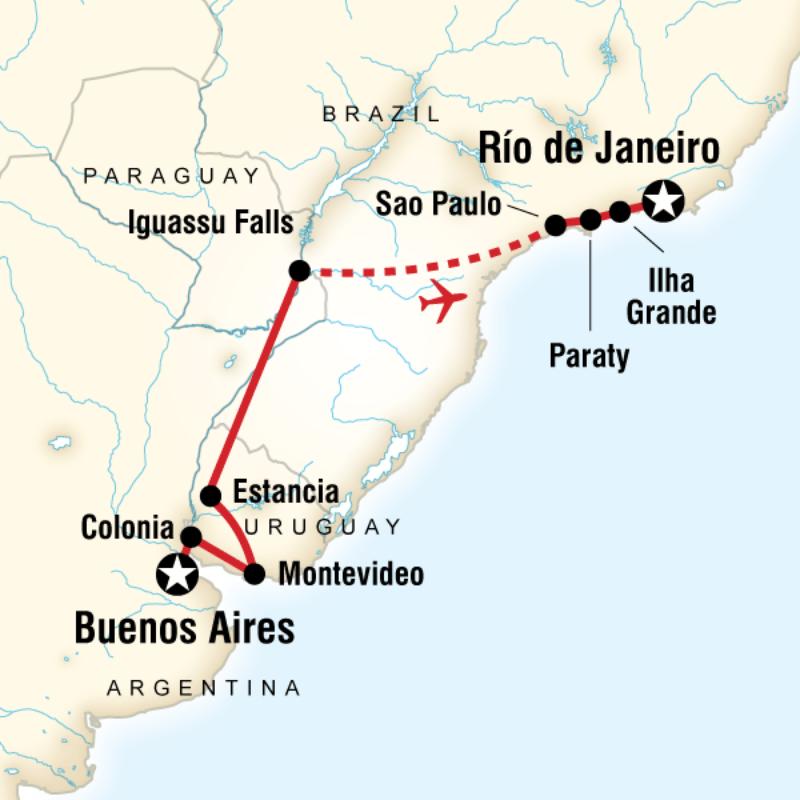 BRAZIL
Río de Janeiro
PARAGUAY
Sao Paulo
Iguassu Falls
Ilha
Grande
Paraty
Estancia
Colonia
URUGUAY
Montevideo
Buenos Aires
ARGENTINA